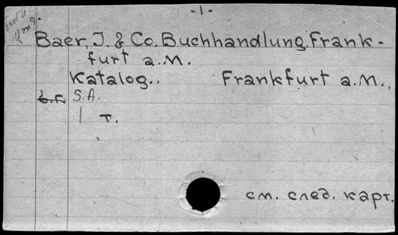 -1-
Baer, J. & Co. Buchhandlung. Frank-
furt a.M.
Katalog.. Frankfurt a.M.,
S.A.
1 т.
см. след. карт.